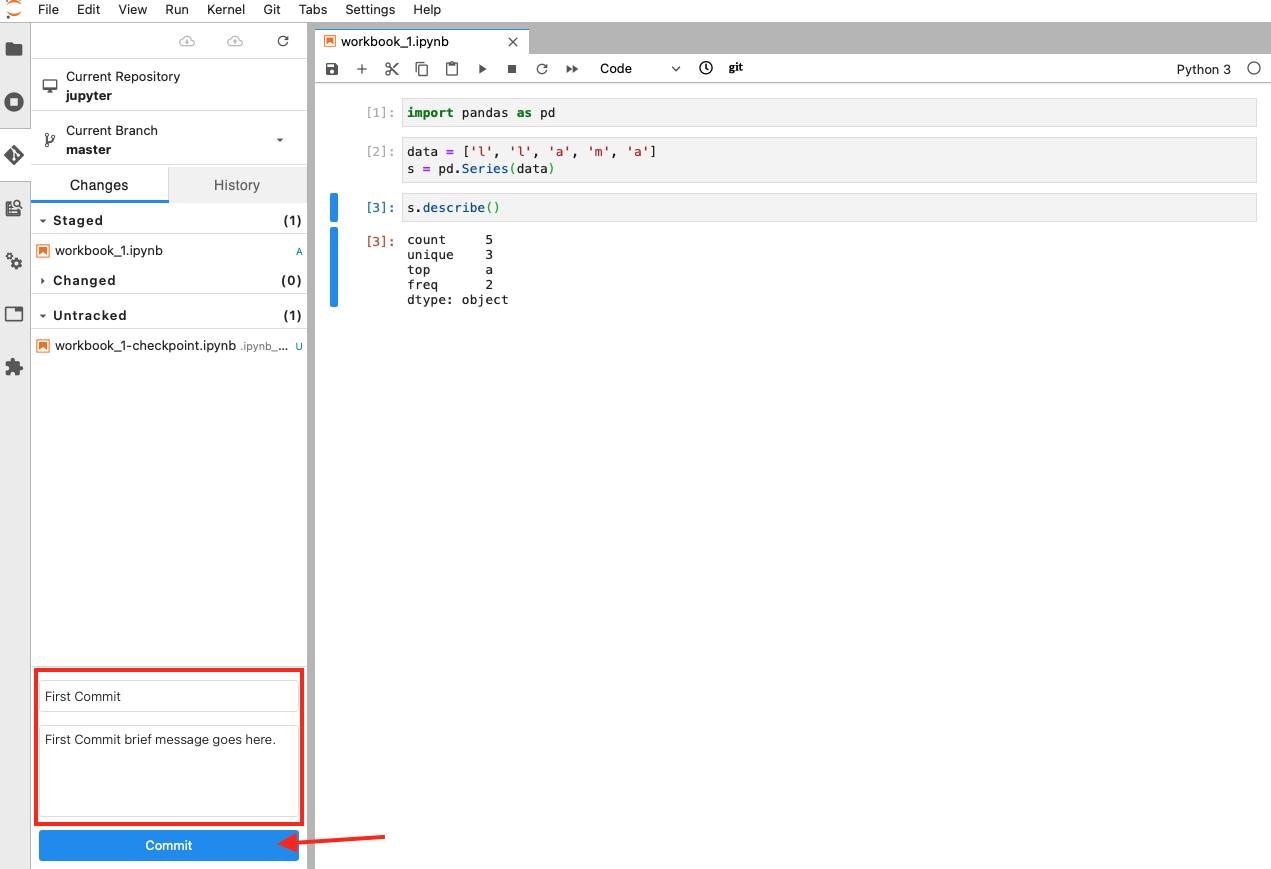 File Edit View Run Kernel Git Tabs Settings Help
Current Repository
jupyter
Current Branch
master
Changes History
Staged (1)
workbook_1.ipynb A
Changed (0)
Untracked (1)
workbook_1-checkpoint.ipynb .ipynb_... U
First Commit
First Commit brief message goes here.
Commit
workbook_1.ipynb
Code git Python 3
[1]: import pandas as pd
[2]: data = ['l', 'l', 'a', 'm', 'a']
s = pd.Series(data)
[3]: s.describe()
[3]: count 5
unique 3
top a
freq 2
dtype: object